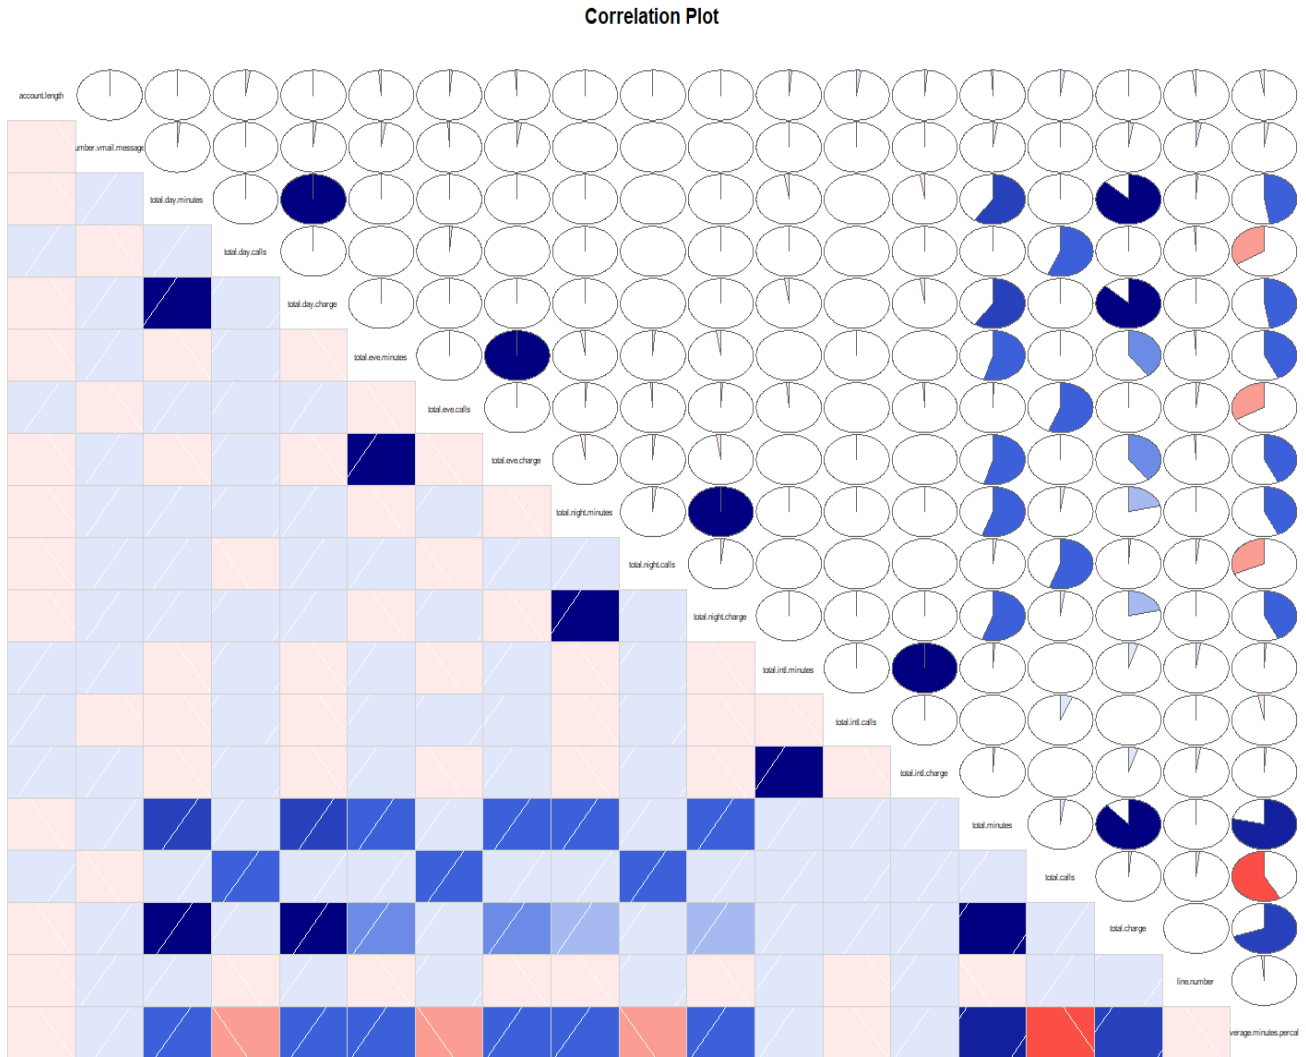 Correlation Plot
account.length
umber.vmail.message
total.day.minutes
total.day.calls
total.day.charge
total.eve.minutes
total.eve.calls
total.eve.charge
total.night.minutes
total.night.calls
total.night.charge
total.intl.minutes
total.intl.calls
total.intl.charge
total.minutes
total.calls
total.charge
line.number
verage.minutes.percal